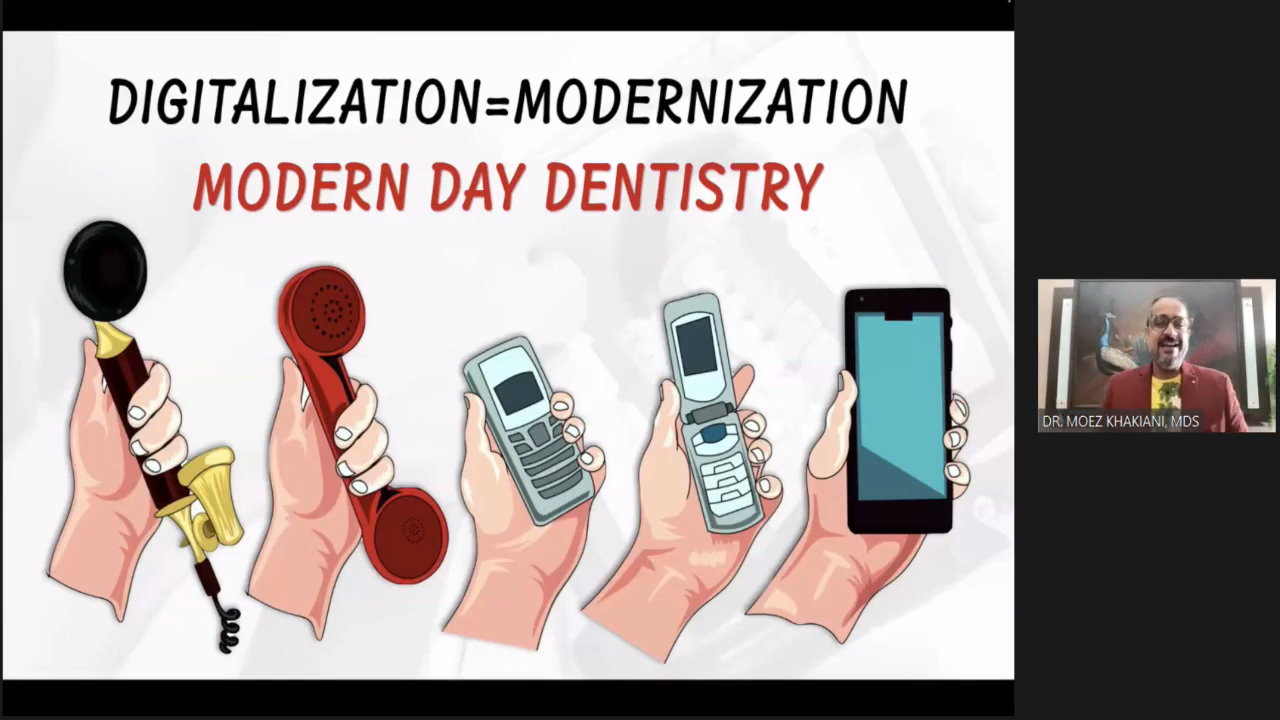 DIGITALIZATION=MODERNIZATION
MODERN DAY DENTISTRY
DR. MOEZ KHAKIANI, MDS